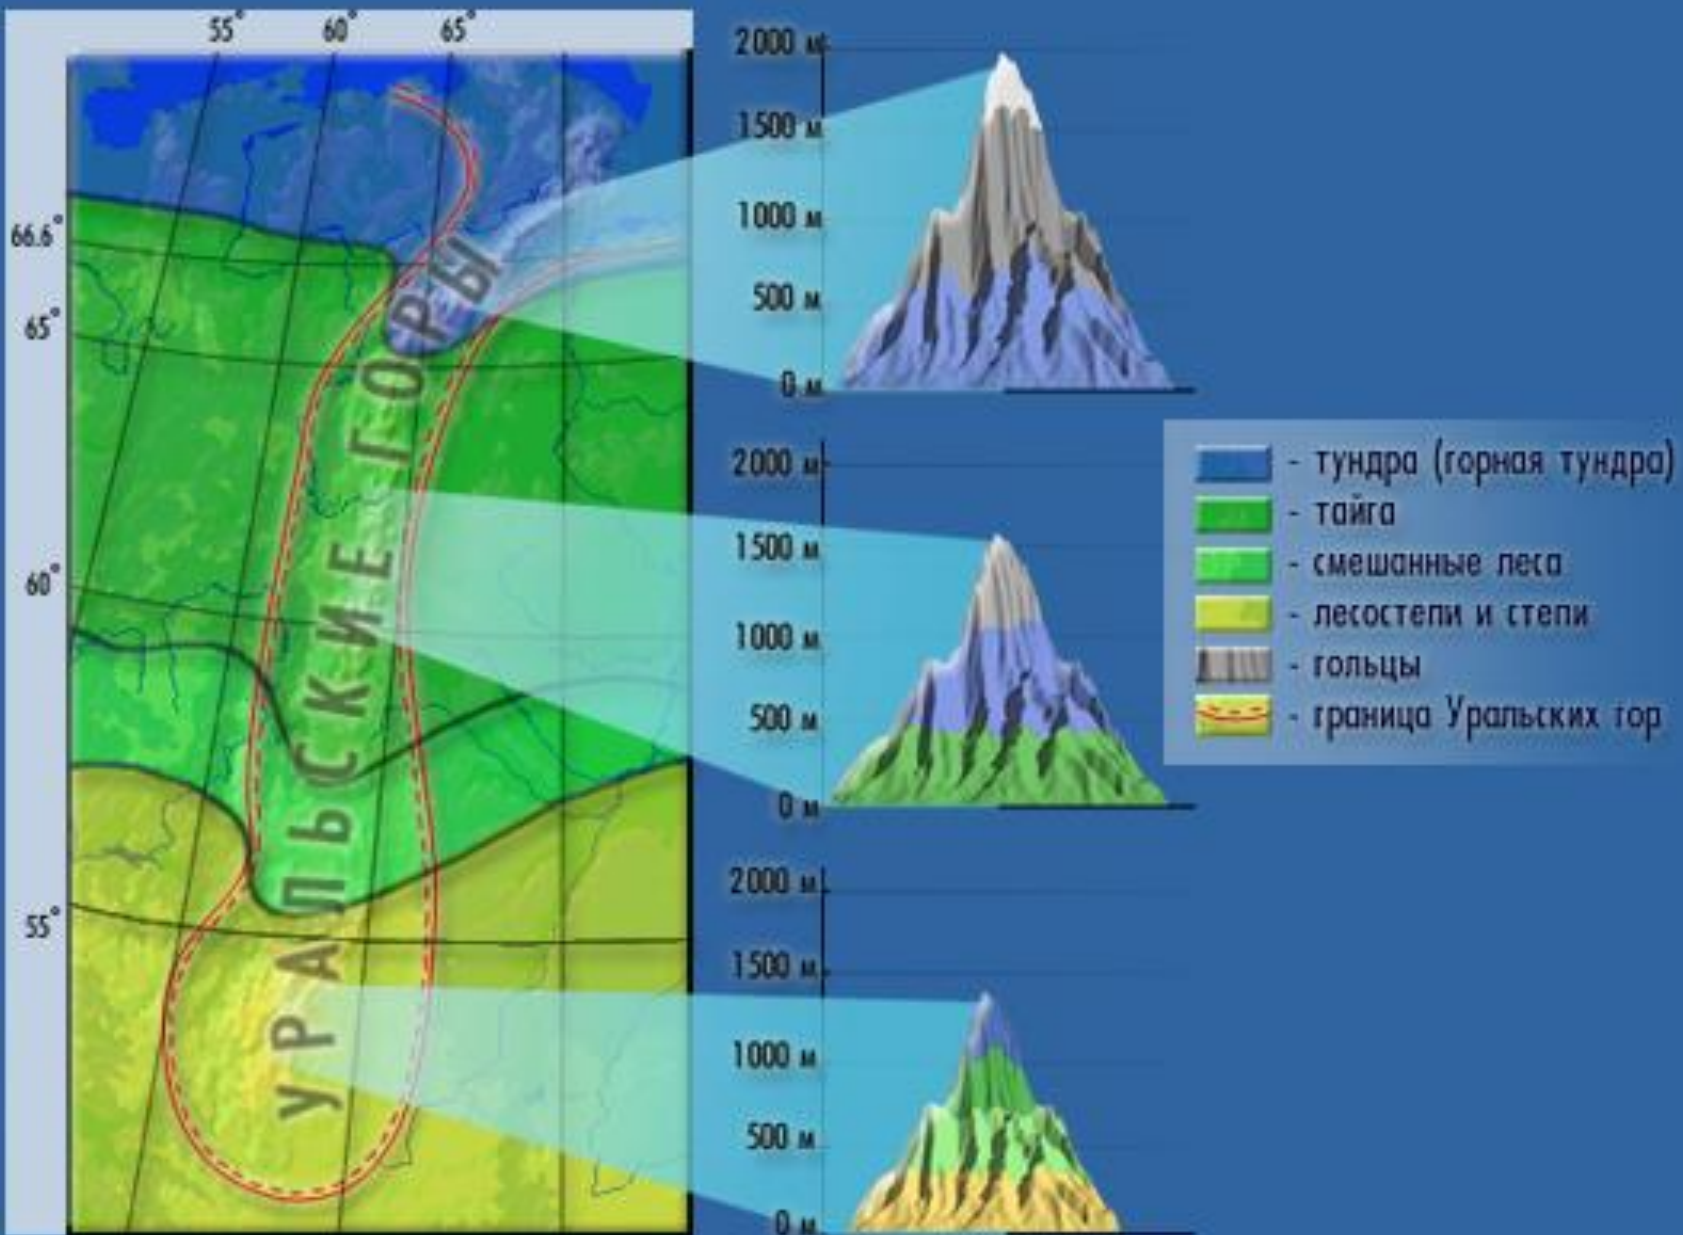 55° 60° 65°
66.6°
65°
60°
55°
УРАЛЬСКИЕ ГОРЫ
2000 м
1500 м
1000 м
500 м
0 м
2000 м
1500 м
1000 м
500 м
0 м
2000 м
1500 м
1000 м
500 м
0 м
- тундра (горная тундра)
- тайга
- смешанные леса
- лесостепи и степи
- гольцы
- граница Уральских гор